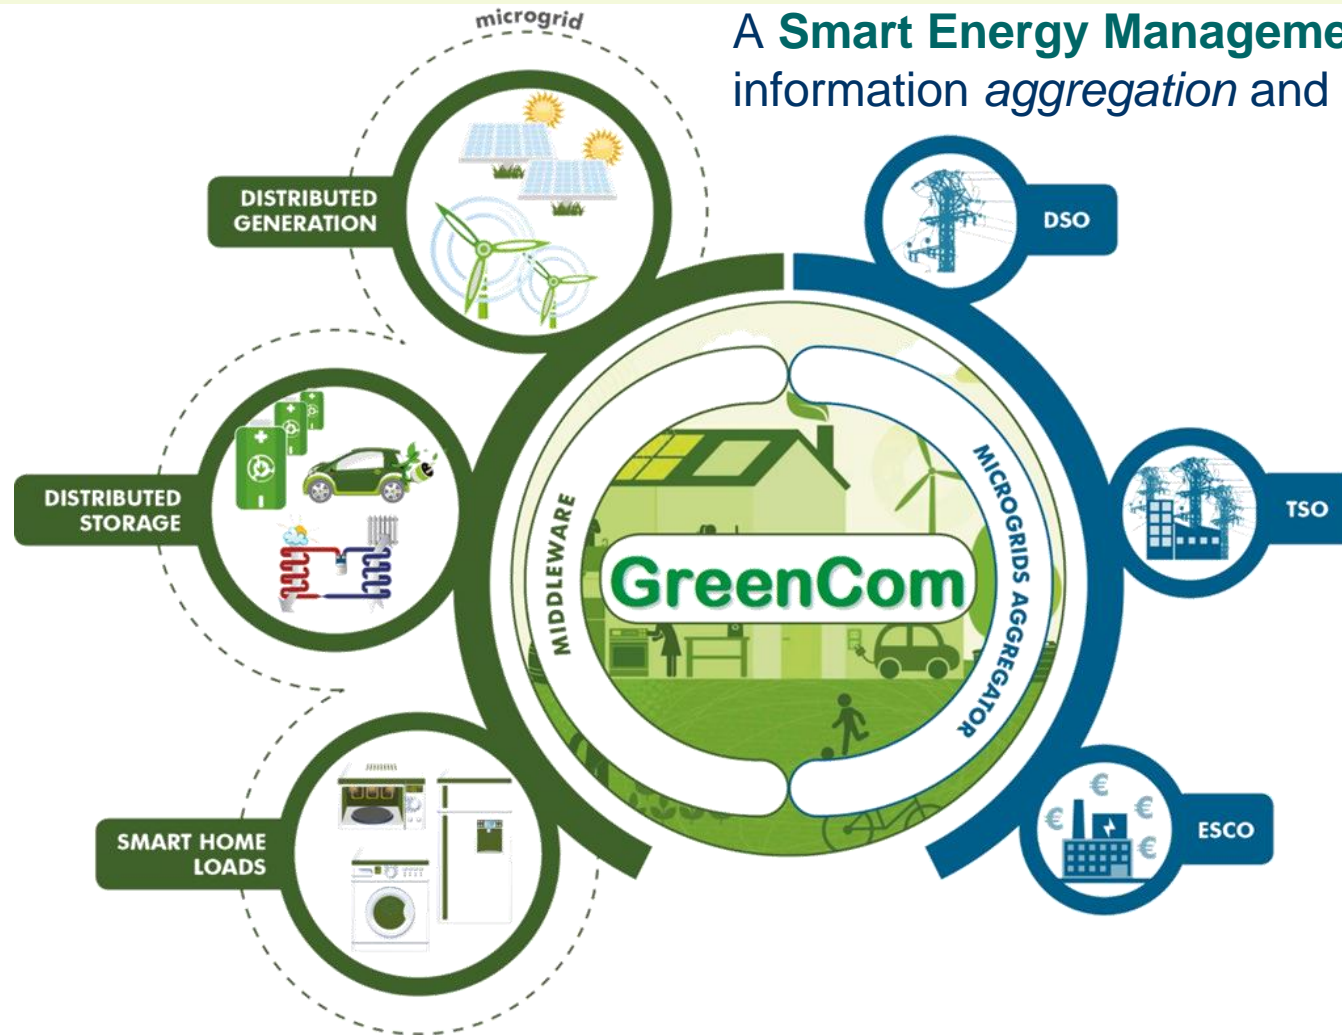 microgrid
A Smart Energy Manageme
information aggregation and
DISTRIBUTED
GENERATION
DSO
DISTRIBUTED
STORAGE
MIDDLEWARE
GreenCom
MICROGRIDS AGGREGATOR
TSO
SMART HOME
LOADS
€
€
€
€
ESCO